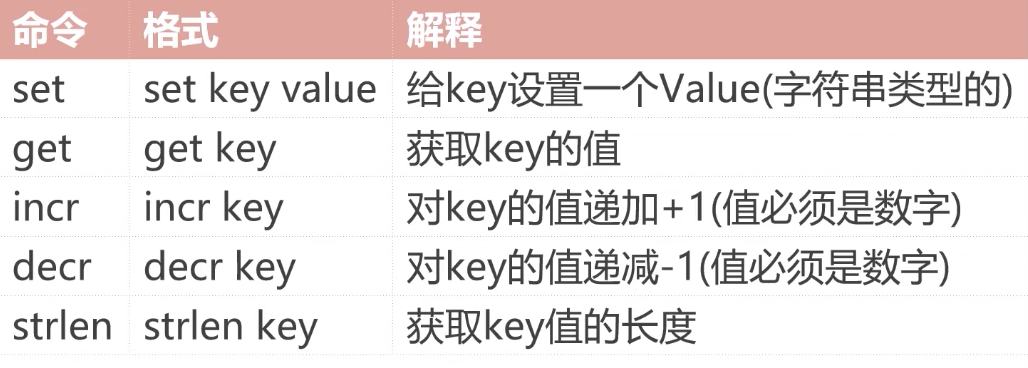 命令 格式 解释
set set key value 给key设置一个Value(字符串类型的)
get get key 获取key的值
incr incr key 对key的值递加+1(值必须是数字)
decr decr key 对key的值递减-1(值必须是数字)
strlen strlen key 获取key值的长度